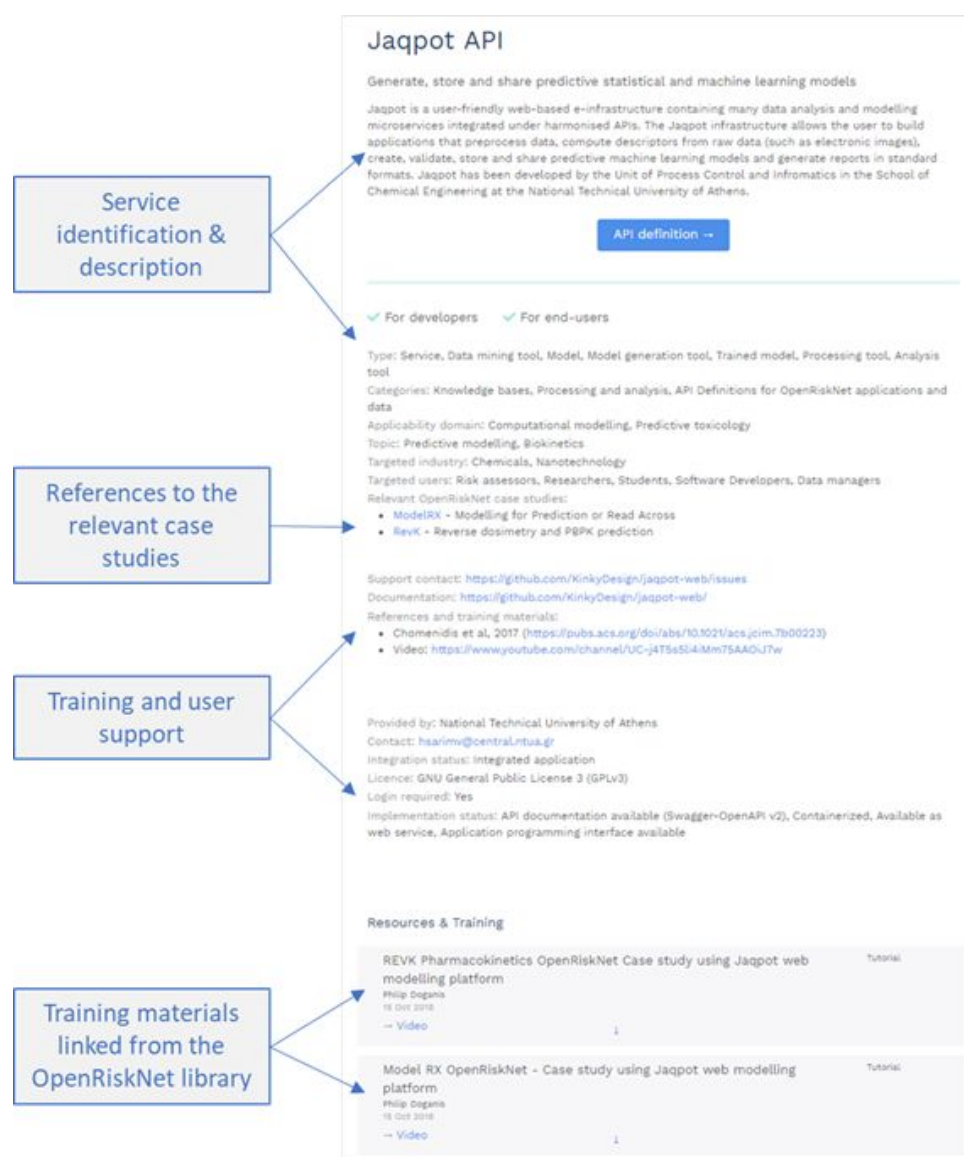 Jaqpot API
Generate, store and share predictive statistical and machine learning models
Jaqpot is a user-friendly web-based e-infrastructure containing many data analysis and modelling
microservices integrated under harmonised APIs. The Jaqpot infrastructure allows the user to build
applications that preprocess data, compute descriptors from raw data (such as electronic images),
create, validate, store and share predictive machine learning models and generate reports in standard
formats. Jaqpot has been developed by the Unit of Process Control and Infromatics in the School of
Chemical Engineering at the National Technical University of Athens.
API definition →
Service
identification &
description
✓ For developers ✓ For end-users
Type: Service, Data mining tool, Model, Model generation tool, Trained model, Processing tool, Analysis
tool
Categories: Knowledge bases, Processing and analysis, API Definitions for OpenRiskNet applications and
data
Applicability domain: Computational modelling, Predictive toxicology
Topic: Predictive modelling, Biokinetics
Targeted industry: Chemicals, Nanotechnology
Targeted users: Risk assessors, Researchers, Students, Software Developers, Data managers
Relevant OpenRiskNet case studies:
• ModelRX - Modelling for Prediction or Read Across
• RevK - Reverse dosimetry and PBPK prediction
References to the
relevant case
studies
Support contact: https://github.com/KinkyDesign/jaqpot-web/issues
Documentation: https://github.com/KinkyDesign/jaqpot-web/
References and training materials:
• Chomenidis et al, 2017 (https://pubs.acs.org/doi/abs/10.1021/acs.jcim.7b00223)
• Video: https://www.youtube.com/channel/UC-j4T5s5li4iMm75AAOiJ7w
Training and user
support
Provided by: National Technical University of Athens
Contact: hsarimv@central.ntua.gr
Integration status: Integrated application
Licence: GNU General Public License 3 (GPLv3)
Login required: Yes
Implementation status: API documentation available (Swagger-OpenAPI v2), Containerized, Available as
web service, Application programming interface available
Resources & Training
REVK Pharmacokinetics OpenRiskNet Case study using Jaqpot web
modelling platform
Tutorial
Philip Doganis
15 Oct 2018
→ Video ↓
Training materials
linked from the
OpenRiskNet library
Model RX OpenRiskNet - Case study using Jaqpot web modelling
platform
Tutorial
Philip Doganis
15 Oct 2018
→ Video ↓